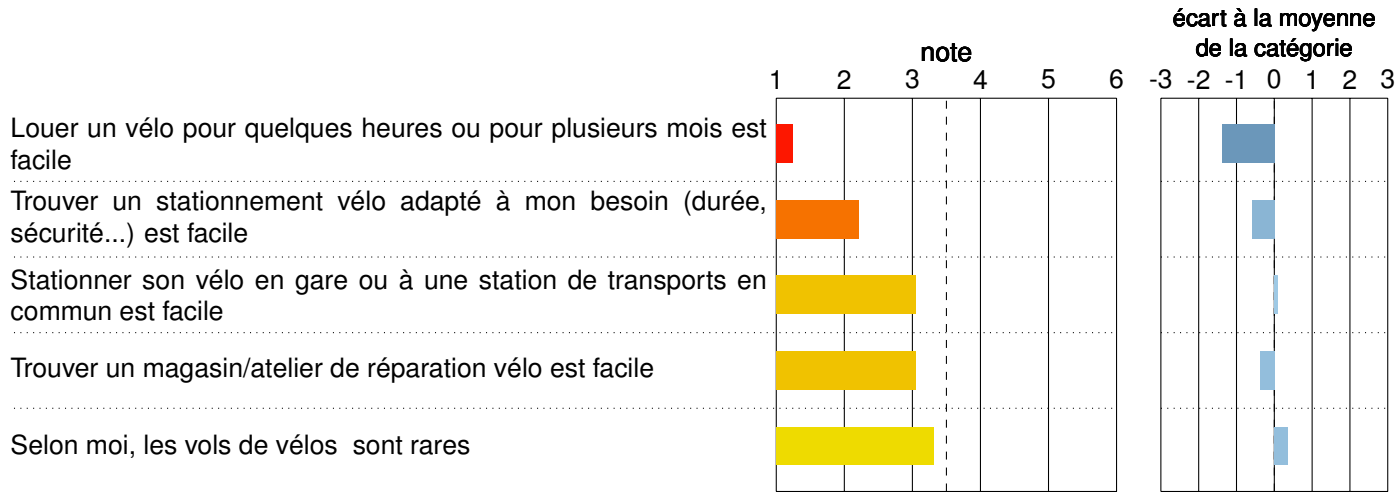 écart à la moyenne
de la catégorie
note
1 2 3 4 5 6
-3 -2 -1 0 1 2 3
Louer un vélo pour quelques heures ou pour plusieurs mois est
facile
Trouver un stationnement vélo adapté à mon besoin (durée,
sécurité...) est facile
Stationner son vélo en gare ou à une station de transports en
commun est facile
Trouver un magasin/atelier de réparation vélo est facile
Selon moi, les vols de vélos sont rares